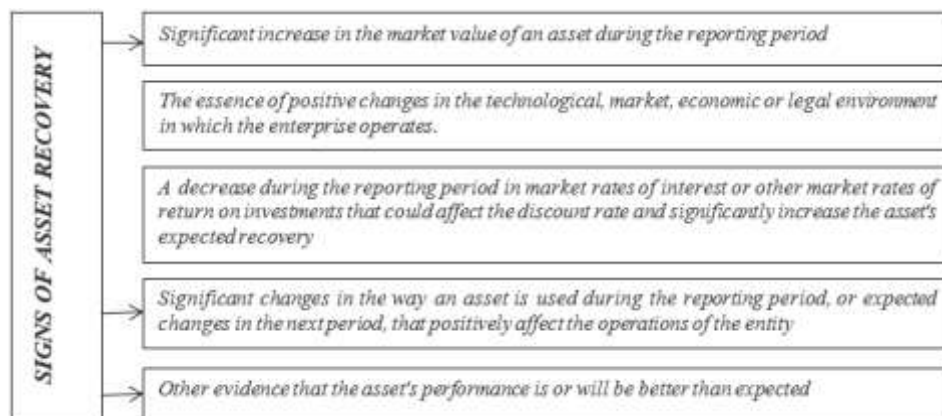 SIGNS OF ASSET RECOVERY
Significant increase in the market value of an asset during the reporting period
The essence of positive changes in the technological, market, economic or legal environment
in which the enterprise operates.
A decrease during the reporting period in market rates of interest or other market rates of
return on investments that could affect the discount rate and significantly increase the asset's
expected recovery
Significant changes in the way an asset is used during the reporting period, or expected
changes in the next period, that positively affect the operations of the entity
Other evidence that the asset's performance is or will be better than expected